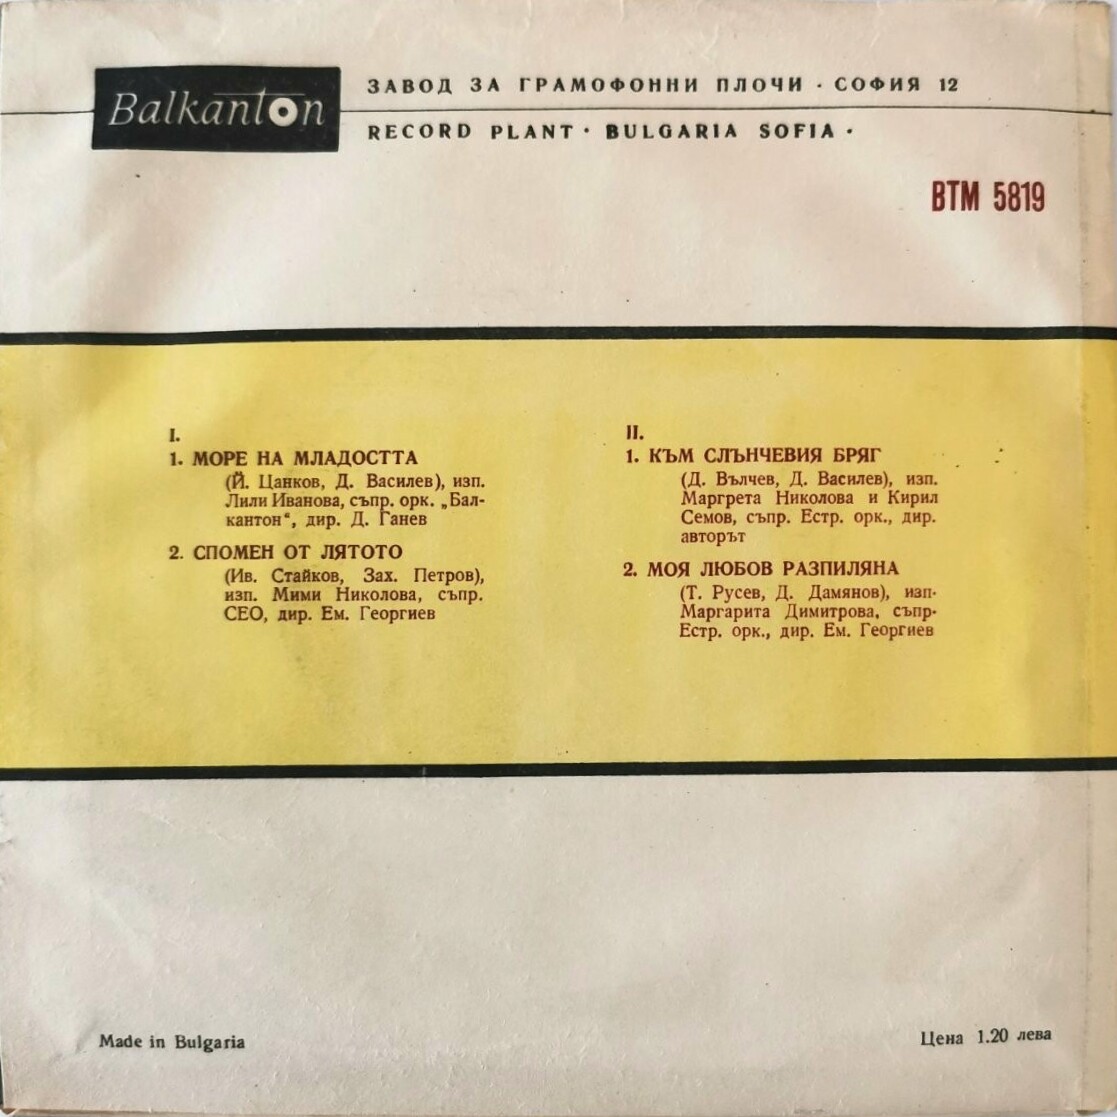 Balkanton
ЗАВОД ЗА ГРАМОФОННИ ПЛОЧИ · СОФИЯ 12
RECORD PLANT · BULGARIA SOFIA ·
ВТМ 5819
I.
1. МОРЕ НА МЛАДОСТТА
(Й. Цанков, Д. Василев), изп.
Лили Иванова, съпр. орк. „Бал-
кантон“, дир. Д. Ганев
2. СПОМЕН ОТ ЛЯТОТО
(Ив. Стайков, Зах. Петров),
изп. Мими Николова, съпр.
СЕО, дир. Ем. Георгиев
II.
1. КЪМ СЛЪНЧЕВИЯ БРЯГ
(Д. Вълчев, Д. Василев), изп.
Маргрета Николова и Кирил
Семов, съпр. Естр. орк., дир.
авторът
2. МОЯ ЛЮБОВ РАЗПИЛЯНА
(Т. Русев, Д. Дамянов), изп.
Маргарита Димитрова, съпр.
Естр. орк., дир. Ем. Георгиев
Made in Bulgaria
Цена 1.20 лева